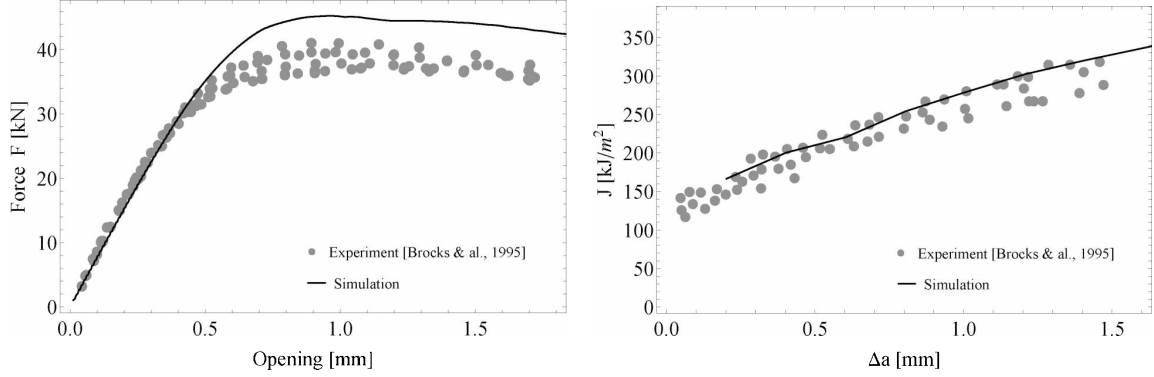 40
30
20
10
0
Force F [kN]
Experiment [Brocks & al., 1995]
Simulation
0.0 0.5 1.0 1.5
Opening [mm]
350
300
250
200
150
100
50
0
J [kJ/m²]
Experiment [Brocks & al., 1995]
Simulation
0.0 0.5 1.0 1.5
Δa [mm]